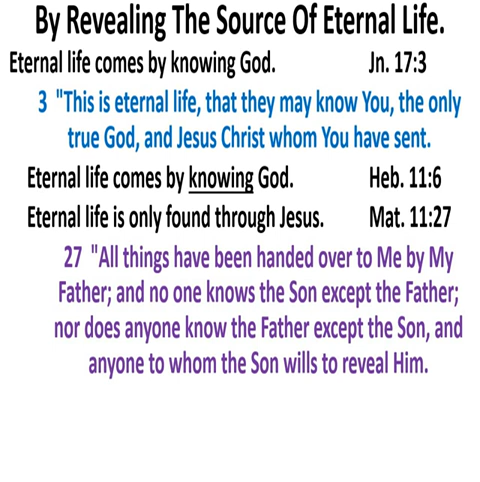 By Revealing The Source Of Eternal Life.
Eternal life comes by knowing God. Jn. 17:3
3 "This is eternal life, that they may know You, the only
true God, and Jesus Christ whom You have sent.
Eternal life comes by knowing God. Heb. 11:6
Eternal life is only found through Jesus. Mat. 11:27
27 "All things have been handed over to Me by My
Father; and no one knows the Son except the Father;
nor does anyone know the Father except the Son, and
anyone to whom the Son wills to reveal Him.